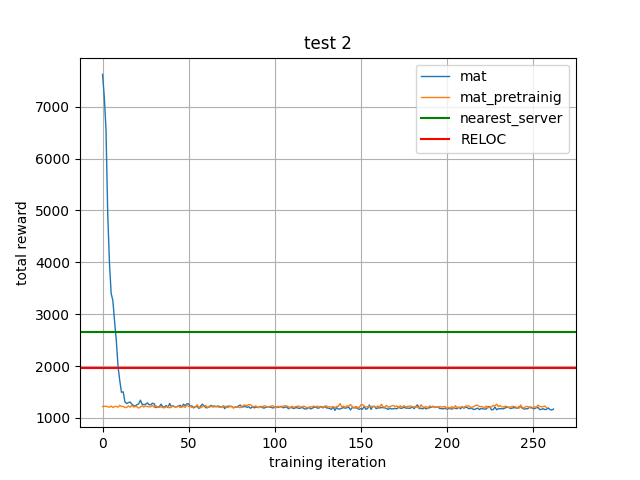 test 2
total reward
7000
6000
5000
4000
3000
2000
1000
0
50
100
150
200
250
training iteration
mat
mat_pretrainig
nearest_server
RELOC